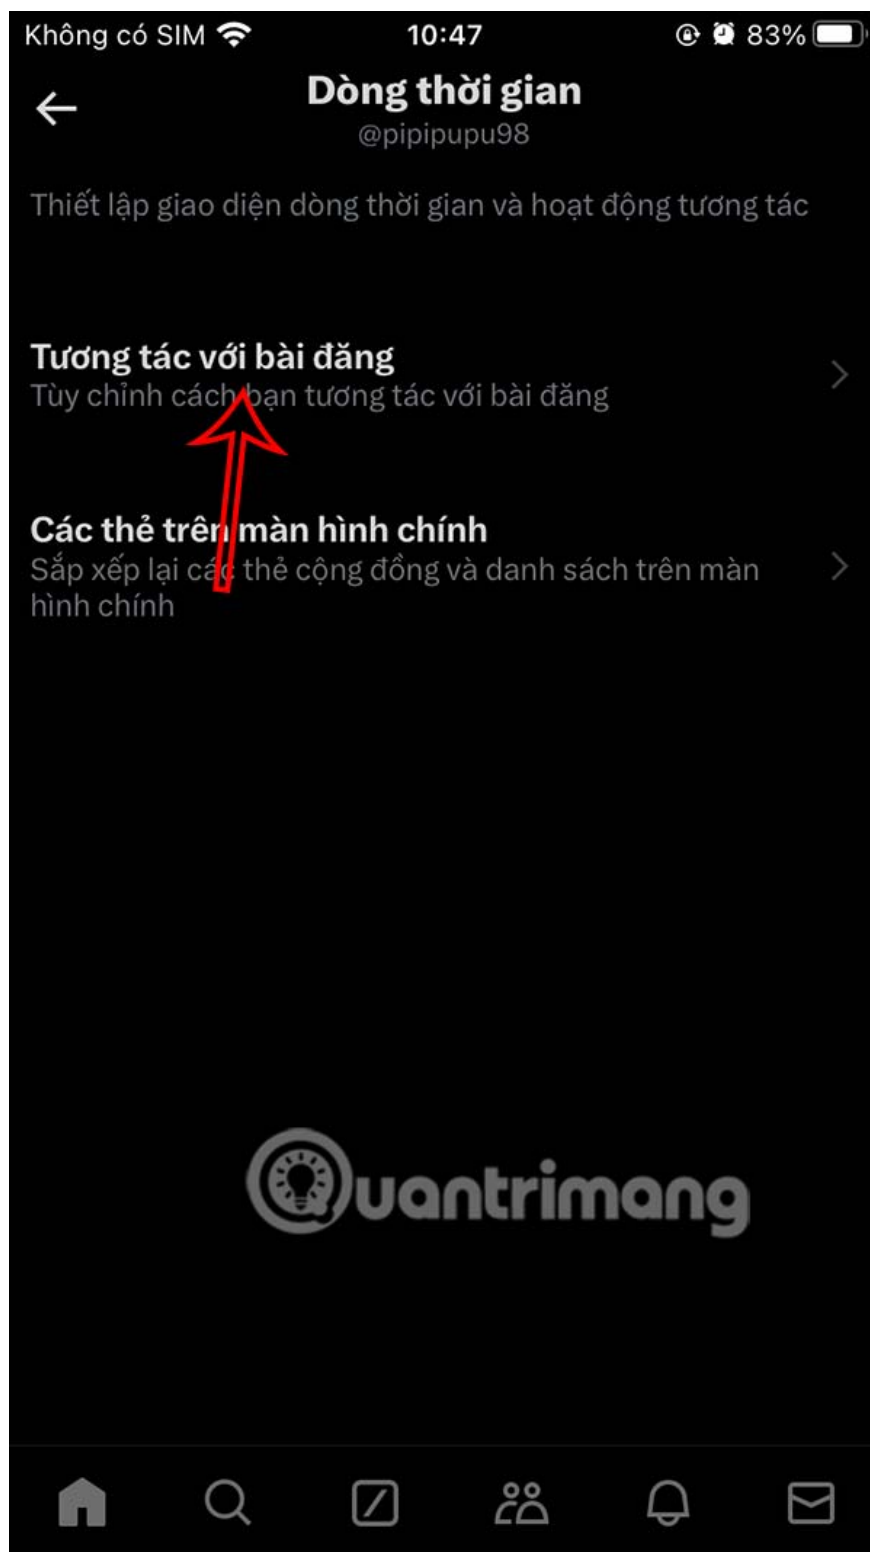 Không có SIM 10:47 83%
Dòng thời gian
@pipipupu98
Thiết lập giao diện dòng thời gian và hoạt động tương tác
Tương tác với bài đăng
Tùy chỉnh cách bạn tương tác với bài đăng
Các thẻ trên màn hình chính
Sắp xếp lại các thẻ cộng đồng và danh sách trên màn
hình chính
Quantrimang